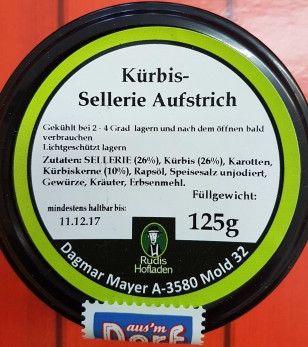 Kürbis-
Sellerie Aufstrich
Gekühlt bei 2 - 4 Grad lagern und nach dem öffnen bald
verbrauchen
Lichtgeschützt lagern
Zutaten: SELLERIE (26%), Kürbis (26%), Karotten,
Kürbiskerne (10%), Rapsöl, Speisesalz unjodiert,
Gewürze, Kräuter, Erbsenmehl.
Füllgewicht:
mindestens haltbar bis:
11.12.17
125g
Rudis
Hofladen
Dagmar Mayer A-3580 Mold 32
aus'm
Dorf